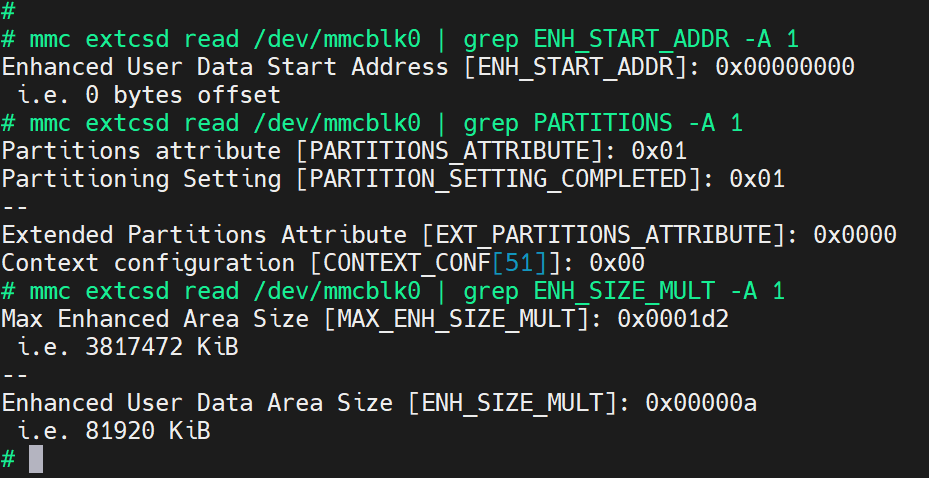 #
# mmc extcsd read /dev/mmcblk0 | grep ENH_START_ADDR -A 1
Enhanced User Data Start Address [ENH_START_ADDR]: 0x00000000
 i.e. 0 bytes offset
# mmc extcsd read /dev/mmcblk0 | grep PARTITIONS -A 1
Partitions attribute [PARTITIONS_ATTRIBUTE]: 0x01
Partitioning Setting [PARTITION_SETTING_COMPLETED]: 0x01
--
Extended Partitions Attribute [EXT_PARTITIONS_ATTRIBUTE]: 0x0000
Context configuration [CONTEXT_CONF[51]]: 0x00
# mmc extcsd read /dev/mmcblk0 | grep ENH_SIZE_MULT -A 1
Max Enhanced Area Size [MAX_ENH_SIZE_MULT]: 0x0001d2
 i.e. 3817472 KiB
--
Enhanced User Data Area Size [ENH_SIZE_MULT]: 0x00000a
 i.e. 81920 KiB
#